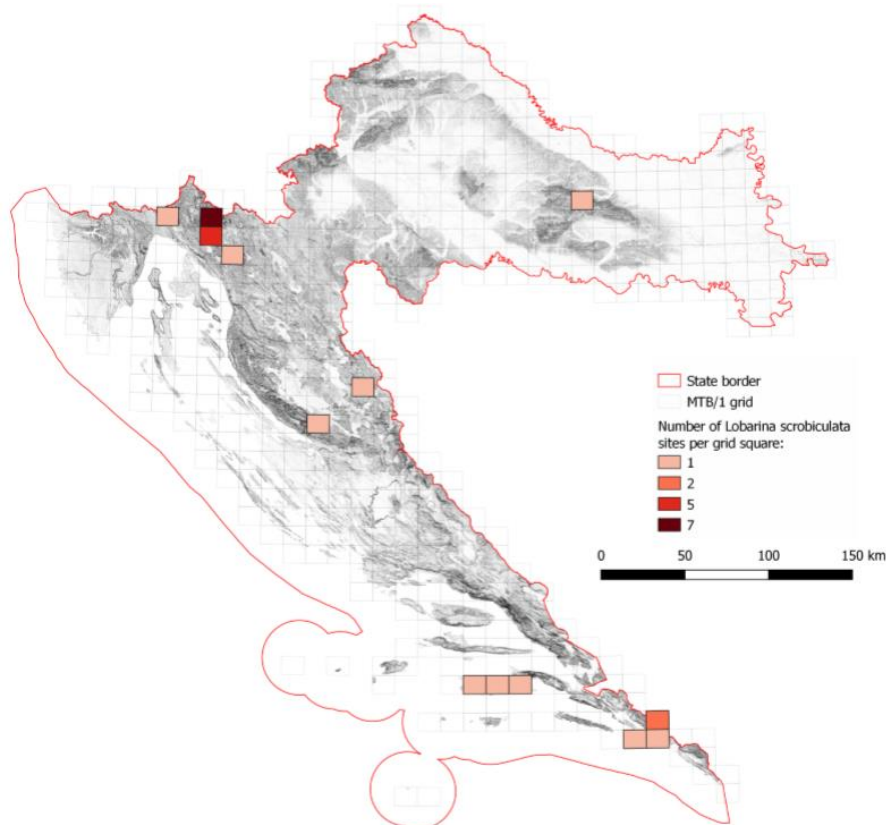 State border
MTB/1 grid
Number of Lobarina scrobiculata
sites per grid square:
1
2
5
7
0 50 100 150 km